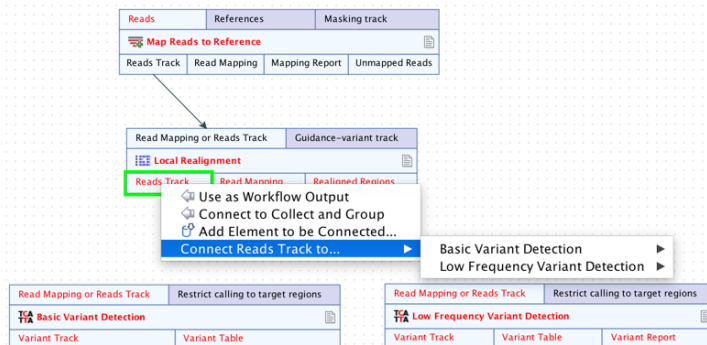 Reads References Masking track
Map Reads to Reference
Reads Track Read Mapping Mapping Report Unmapped Reads
Read Mapping or Reads Track Guidance-variant track
Local Realignment
Reads Track Read Mapping Realigned Regions
Use as Workflow Output
Connect to Collect and Group
Add Element to be Connected...
Connect Reads Track to...
Basic Variant Detection
Low Frequency Variant Detection
Read Mapping or Reads Track Restrict calling to target regions
Basic Variant Detection
Variant Track Variant Table
Read Mapping or Reads Track Restrict calling to target regions
Low Frequency Variant Detection
Variant Track Variant Table Variant Report